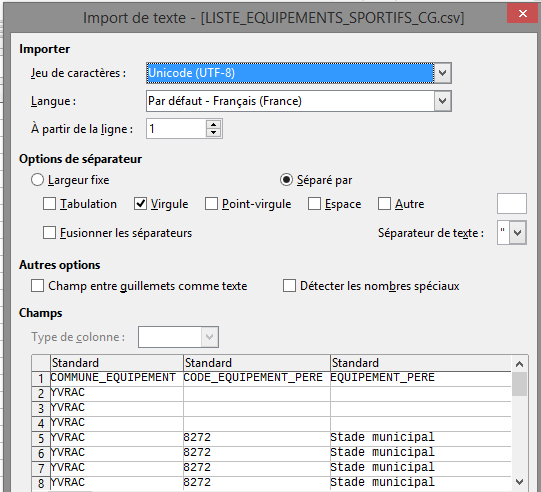 Import de texte - [LISTE_EQUIPEMENTS_SPORTIFS_CG.csv]
Importer
Jeu de caractères : Unicode (UTF-8)
Langue : Par défaut - Français (France)
À partir de la ligne : 1
Options de séparateur
Largeur fixe Séparé par
Tabulation Virgule Point-virgule Espace Autre
Fusionner les séparateurs Séparateur de texte : "
Autres options
Champ entre guillemets comme texte Détecter les nombres spéciaux
Champs
Type de colonne :
Standard Standard Standard
1 COMMUNE_EQUIPEMENT CODE_EQUIPEMENT_PERE EQUIPEMENT_PERE
2 YVRAC
3 YVRAC
4 YVRAC
5 YVRAC 8272 Stade municipal
6 YVRAC 8272 Stade municipal
7 YVRAC 8272 Stade municipal
8 YVRAC 8272 Stade municipal